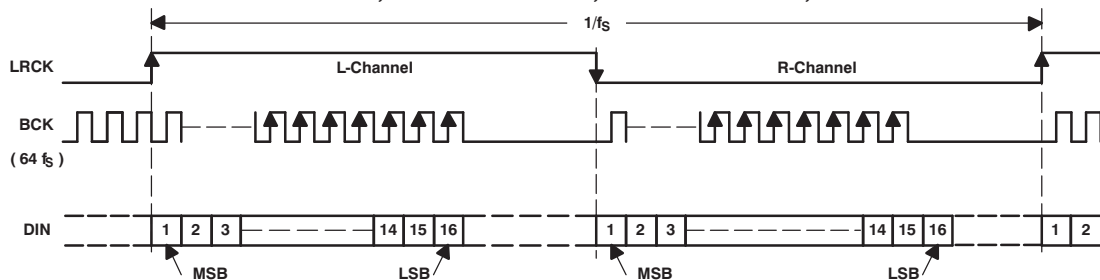 1/fS
LRCK
L-Channel
R-Channel
BCK
( 64 fS )
DIN
1 2 3 14 15 16 1 2 3 14 15 16 1 2
MSB LSB MSB LSB